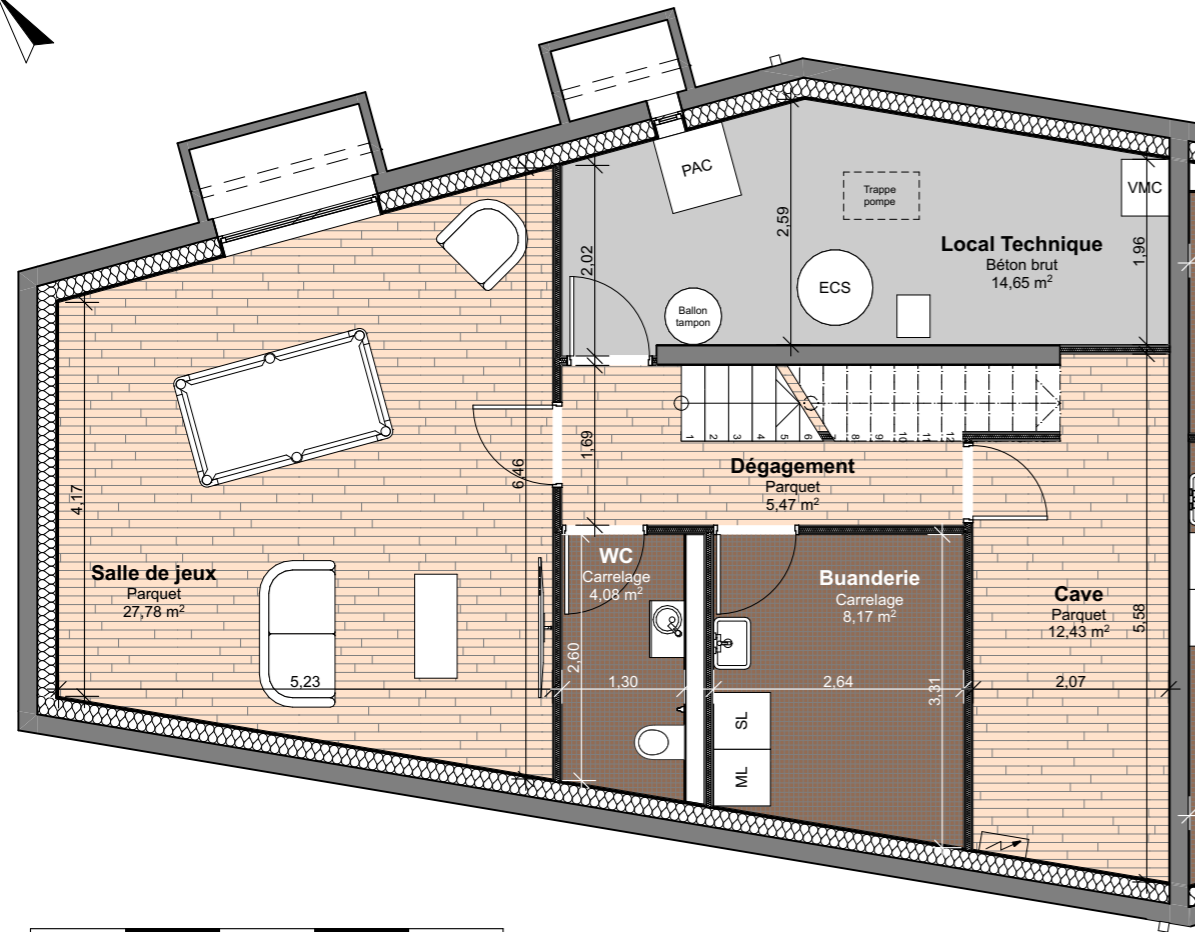 PAC
Trappe
pompe
VMC
2,59
Local Technique
Béton brut
14,65 m²
1,96
2,02
ECS
Ballon
tampon
1
2
3
4
5
6
7
8
9
10
11
12
4,17
6,46
1,69
Dégagement
Parquet
5,47 m²
Salle de jeux
Parquet
27,78 m²
WC
Carrelage
4,08 m²
Buanderie
Carrelage
8,17 m²
Cave
Parquet
12,43 m²
5,58
2,60
5,23
1,30
2,64
3,31
2,07
SL
ML